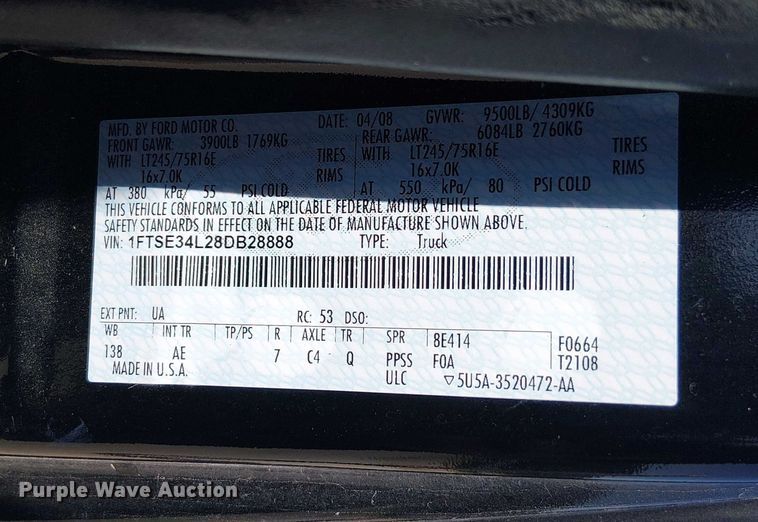 MFD. BY FORD MOTOR CO.
DATE: 04/08 GVWR: 9500LB/ 4309KG
FRONT GAWR: 3900LB 1769KG
REAR GAWR: 6084LB 2760KG
WITH LT245/75R16E TIRES
WITH LT245/75R16E TIRES
16x7.0K RIMS
16x7.0K RIMS
AT 380 kPa/ 55 PSI COLD
AT 550 kPa/ 80 PSI COLD
THIS VEHICLE CONFORMS TO ALL APPLICABLE FEDERAL MOTOR VEHICLE
SAFETY STANDARDS IN EFFECT ON THE DATE OF MANUFACTURE SHOWN ABOVE.
VIN: 1FTSE34L28DB28888 TYPE: Truck
EXT PNT: UA RC: 53 DSO:
WB INT TR TP/PS R AXLE TR SPR 8E414 F0664
138 AE 7 C4 Q PPSS F0A T2108
MADE IN U.S.A. ULC ▽5U5A-3520472-AA
Purple Wave Auction